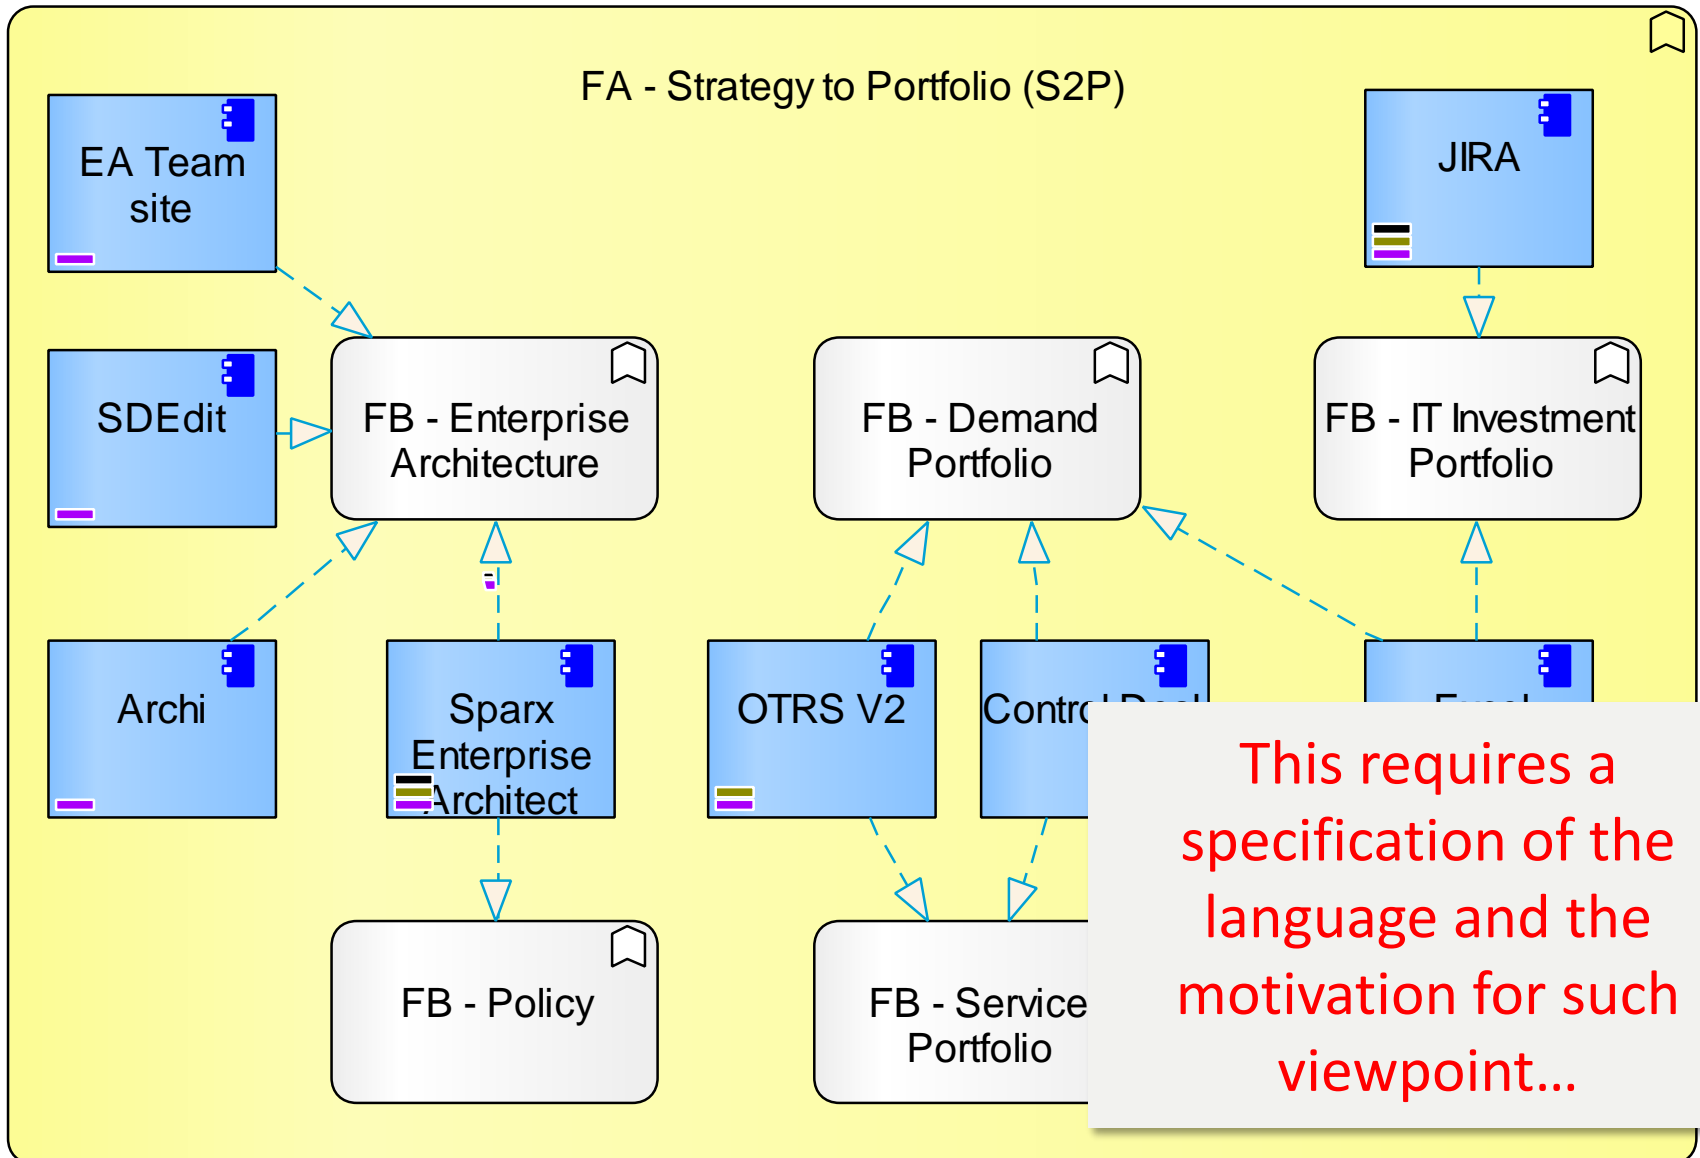 FA - Strategy to Portfolio (S2P)
EA Team
site
JIRA
SDEdit
FB - Enterprise
Architecture
FB - Demand
Portfolio
FB - IT Investment
Portfolio
Archi
Sparx
Enterprise
Architect
OTRS V2
FB - Policy
FB - Service
Portfolio
This requires a
specification of the
language and the
motivation for such
viewpoint...